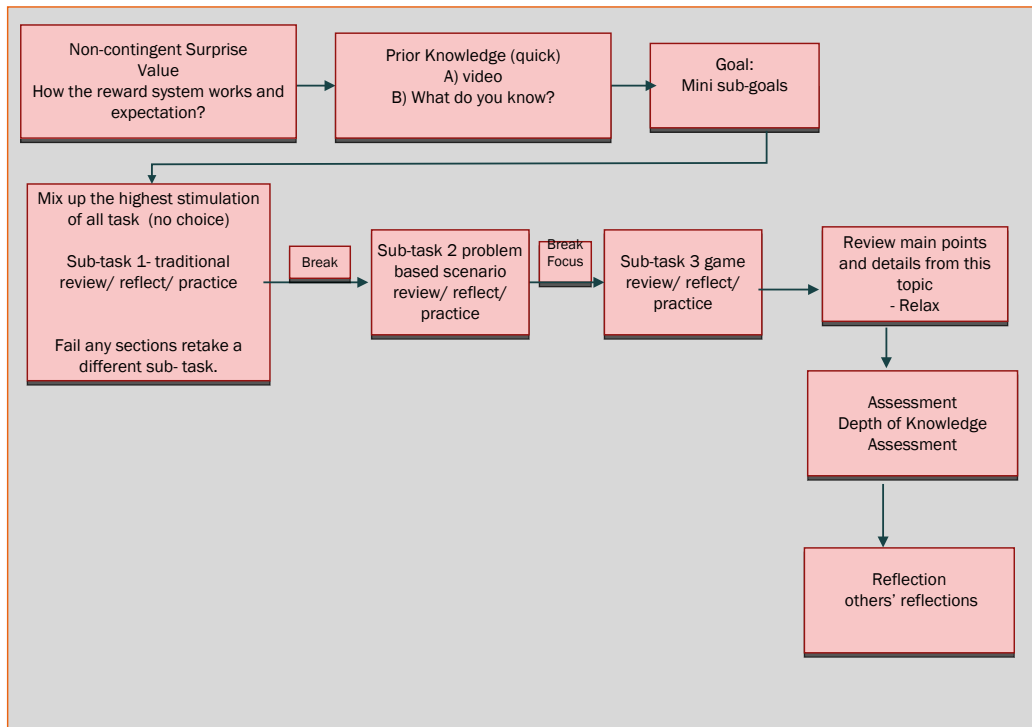 Non-contingent Surprise
Value
How the reward system works and
expectation?
Prior Knowledge (quick)
A) video
B) What do you know?
Goal:
Mini sub-goals
Mix up the highest stimulation
of all task (no choice)
Sub-task 1- traditional
review/ reflect/ practice
Fail any sections retake a
different sub- task.
Break
Sub-task 2 problem
based scenario
review/ reflect/
practice
Break
Focus
Sub-task 3 game
review/ reflect/
practice
Review main points
and details from this
topic
- Relax
Assessment
Depth of Knowledge
Assessment
Reflection
others’ reflections